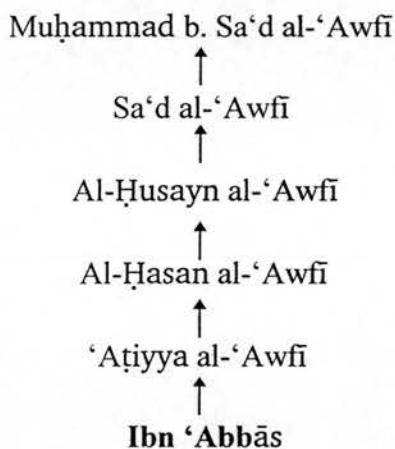 Muḥammad b. Sa‘d al-‘Awfī
Sa‘d al-‘Awfī
Al-Ḥusayn al-‘Awfī
Al-Ḥasan al-‘Awfī
‘Aṭiyya al-‘Awfī
Ibn ‘Abbās